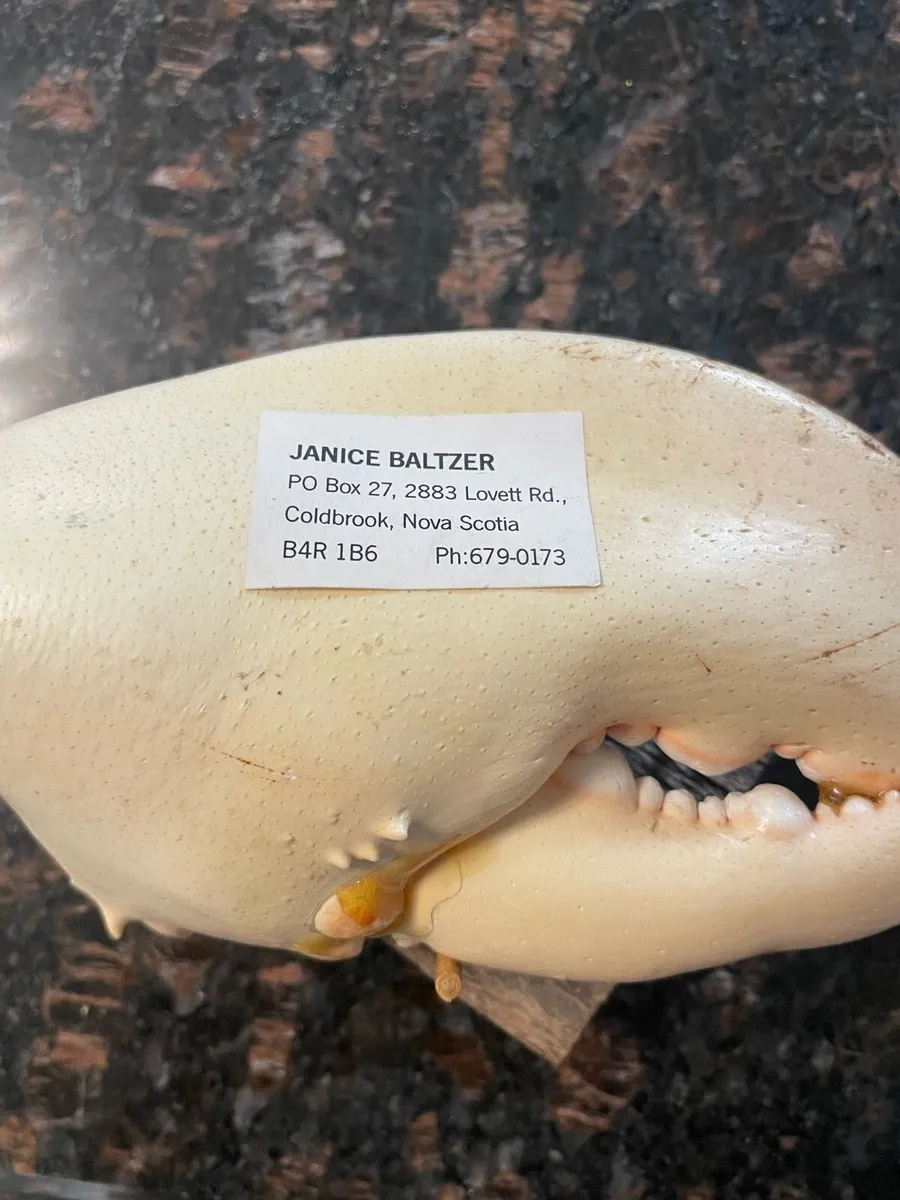 JANICE BALTZER
PO Box 27, 2883 Lovett Rd.,
Coldbrook, Nova Scotia
B4R 1B6 Ph:679-0173